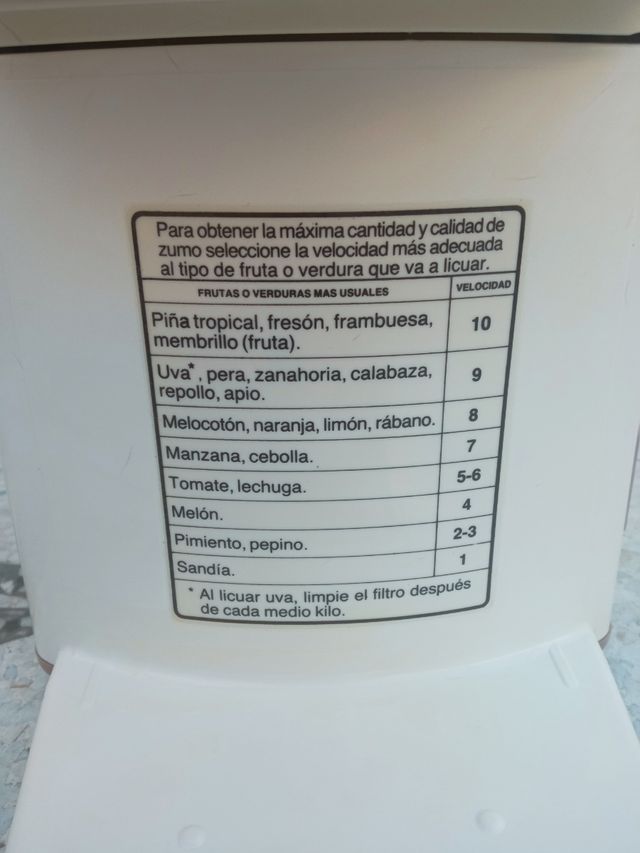 Para obtener la máxima cantidad y calidad de
zumo seleccione la velocidad más adecuada
al tipo de fruta o verdura que va a licuar.
FRUTAS O VERDURAS MAS USUALES VELOCIDAD
Piña tropical, fresón, frambuesa,
membrillo (fruta). 10
Uva*, pera, zanahoria, calabaza,
repollo, apio. 9
Melocotón, naranja, limón, rábano. 8
Manzana, cebolla. 7
Tomate, lechuga. 5-6
Melón. 4
Pimiento, pepino. 2-3
Sandía. 1
* Al licuar uva, limpie el filtro después
de cada medio kilo.